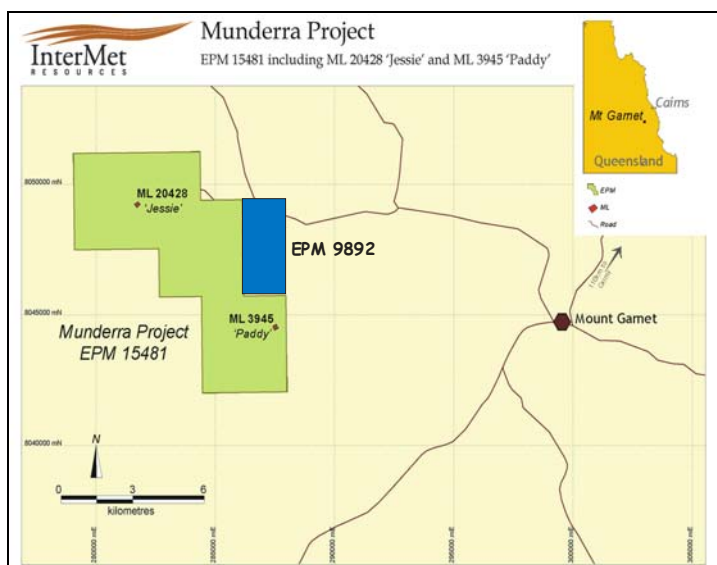 InterMet
RESOURCES
Munderra Project
EPM 15481 including ML 20428 'Jessie' and ML 3945 'Paddy'
Cairns
Mt Garnet
Queensland
EPM
ML
Road
8050000 mN
ML 20428
'Jessie'
EPM 9892
110km to
Cairns
8045000 mN
ML 3945
'Paddy'
Mount Garnet
Munderra Project
EPM 15481
8040000 mN
N
0 3 6
kilometres
280000 mE
285000 mE
290000 mE
295000 mE
300000 mE
305000 mE